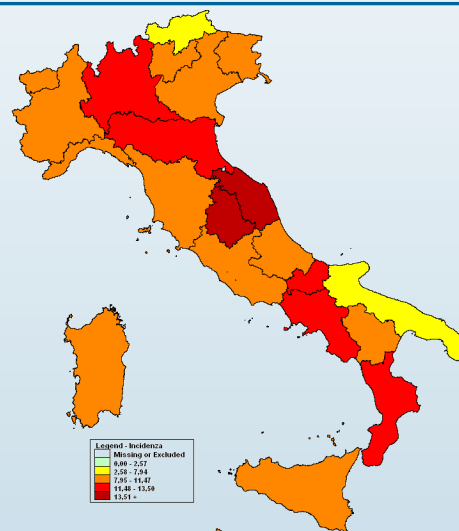 Legend - Incidenza
Missing or Excluded
0,00 - 2,57
2,58 - 7,94
7,95 - 11,47
11,48 - 13,50
13,51 +